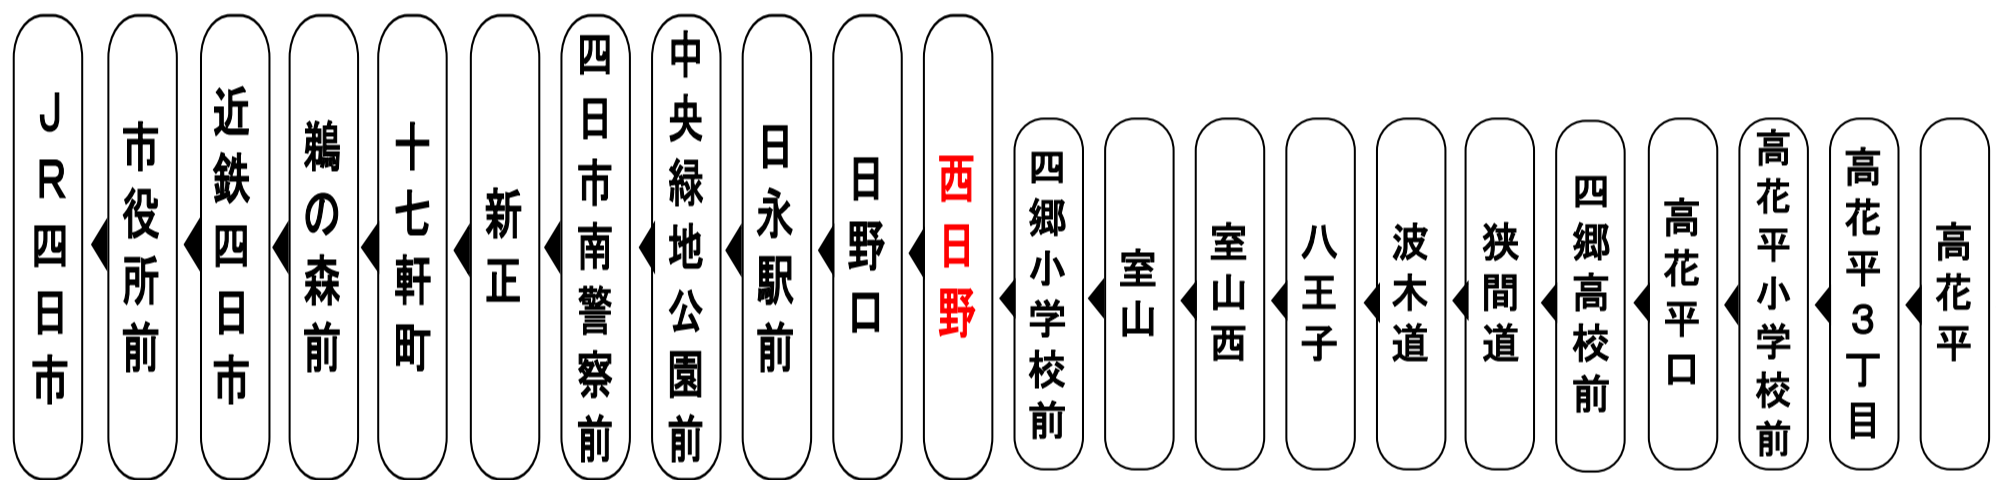 JR四日市
市役所前
近鉄四日市
鵜の森前
十七軒町
新正
四日市南警察前
中央緑地公園前
日永駅前
日野口
西日野
四郷小学校前
室山
室山西
八王子
波木道
狭間道
四郷高校前
高花平口
高花平小学校前
高花平3丁目
高花平